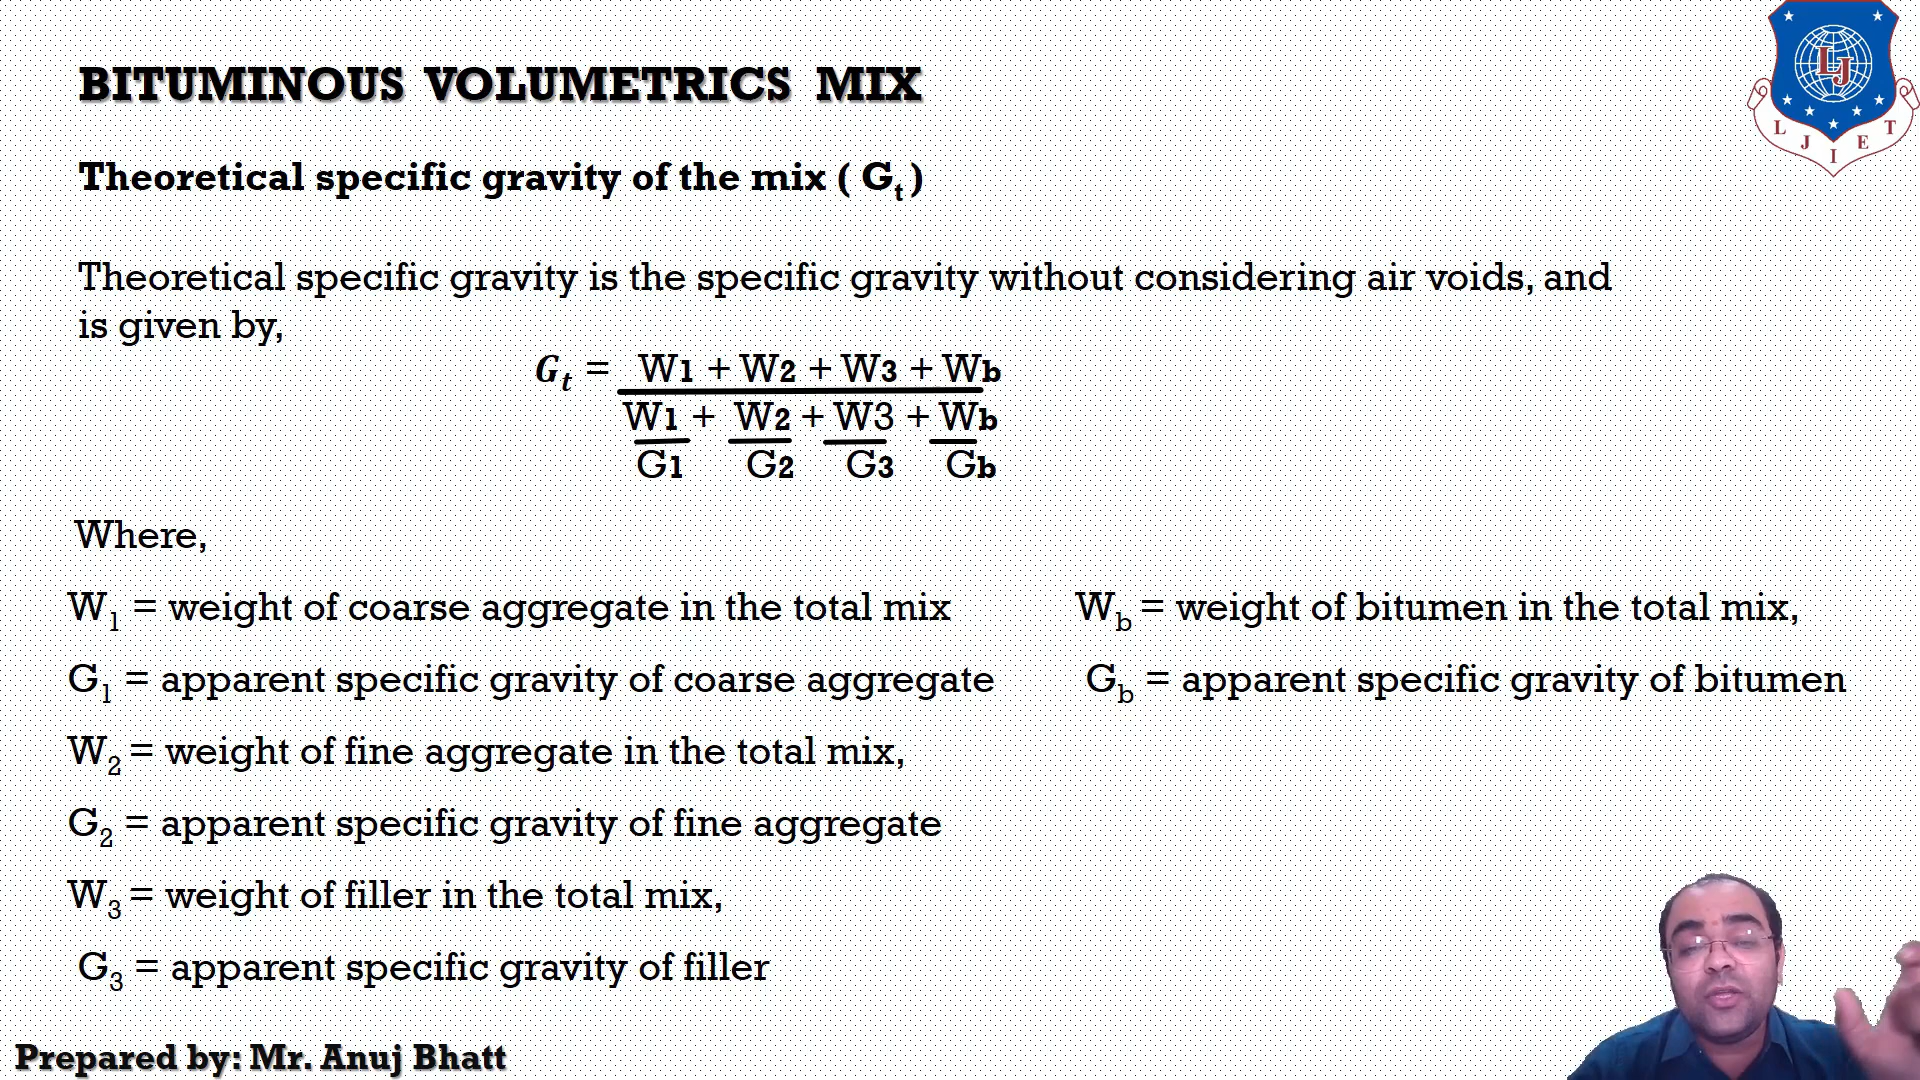 BITUMINOUS VOLUMETRICS MIX
LJ
L J I E T
Theoretical specific gravity of the mix ( Gt )
Theoretical specific gravity is the specific gravity without considering air voids, and
is given by,
Gt = W1 + W2 + W3 + Wb
W1 + W2 + W3 + Wb
G1 G2 G3 Gb
Where,
W1 = weight of coarse aggregate in the total mix
Wb = weight of bitumen in the total mix,
G1 = apparent specific gravity of coarse aggregate
Gb = apparent specific gravity of bitumen
W2 = weight of fine aggregate in the total mix,
G2 = apparent specific gravity of fine aggregate
W3 = weight of filler in the total mix,
G3 = apparent specific gravity of filler
Prepared by: Mr. Anuj Bhatt